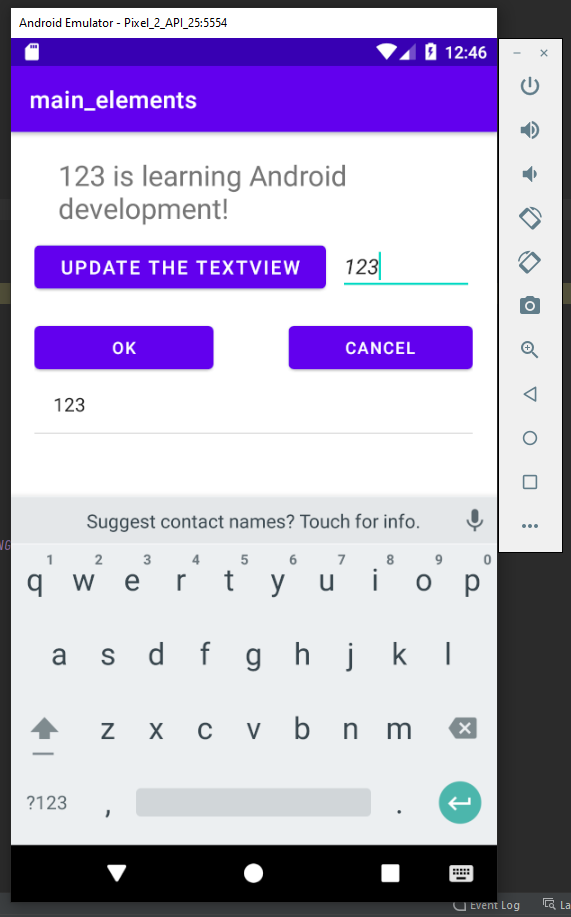 Android Emulator - Pixel_2_API_25:5554
12:46
main_elements
123 is learning Android
development!
UPDATE THE TEXTVIEW 123
OK CANCEL
123
NG
Suggest contact names? Touch for info.
1 2 3 4 5 6 7 8 9 0
q w e r t y u i o p
a s d f g h j k l
z x c v b n m
?123 , .
Event Log La